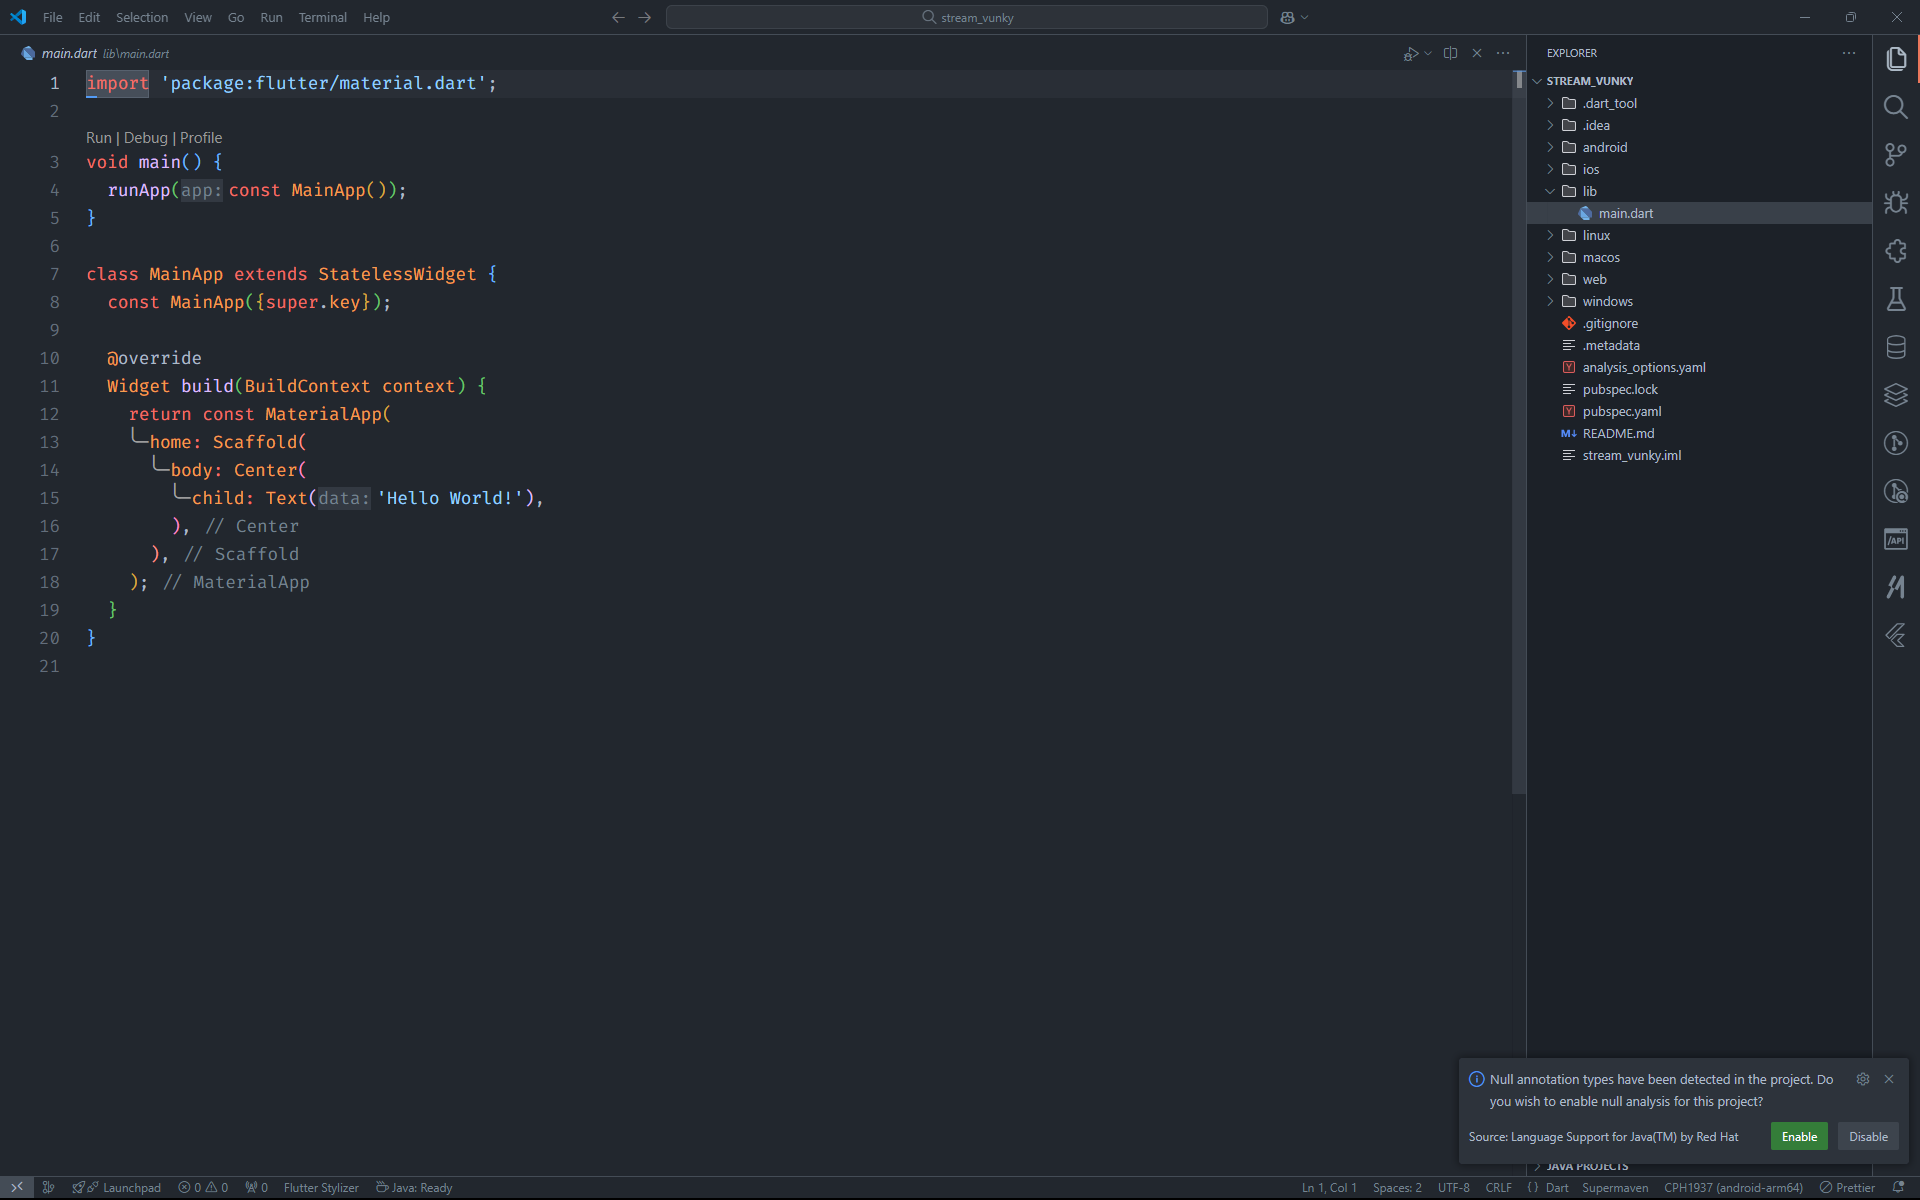 File Edit Selection View Go Run Terminal Help
stream_vunky
main.dart lib\main.dart
1 import 'package:flutter/material.dart';
2
Run | Debug | Profile
3 void main() {
4 runApp(app: const MainApp());
5 }
6
7 class MainApp extends StatelessWidget {
8 const MainApp({super.key});
9
10 @override
11 Widget build(BuildContext context) {
12 return const MaterialApp(
13 home: Scaffold(
14 body: Center(
15 child: Text(data: 'Hello World!'),
16 ), // Center
17 ), // Scaffold
18 ); // MaterialApp
19 }
20 }
21
EXPLORER
STREAM_VUNKY
.dart_tool
.idea
android
ios
lib
main.dart
linux
macos
web
windows
.gitignore
.metadata
Y analysis_options.yaml
pubspec.lock
Y pubspec.yaml
M↓ README.md
stream_vunky.iml
/API
Null annotation types have been detected in the project. Do
you wish to enable null analysis for this project?
Source: Language Support for Java(TM) by Red Hat Enable Disable
JAVA PROJECTS
Launchpad 0 0 0 Flutter Stylizer Java: Ready Ln 1, Col 1 Spaces: 2 UTF-8 CRLF {} Dart Supermaven CPH1937 (android-arm64) Prettier